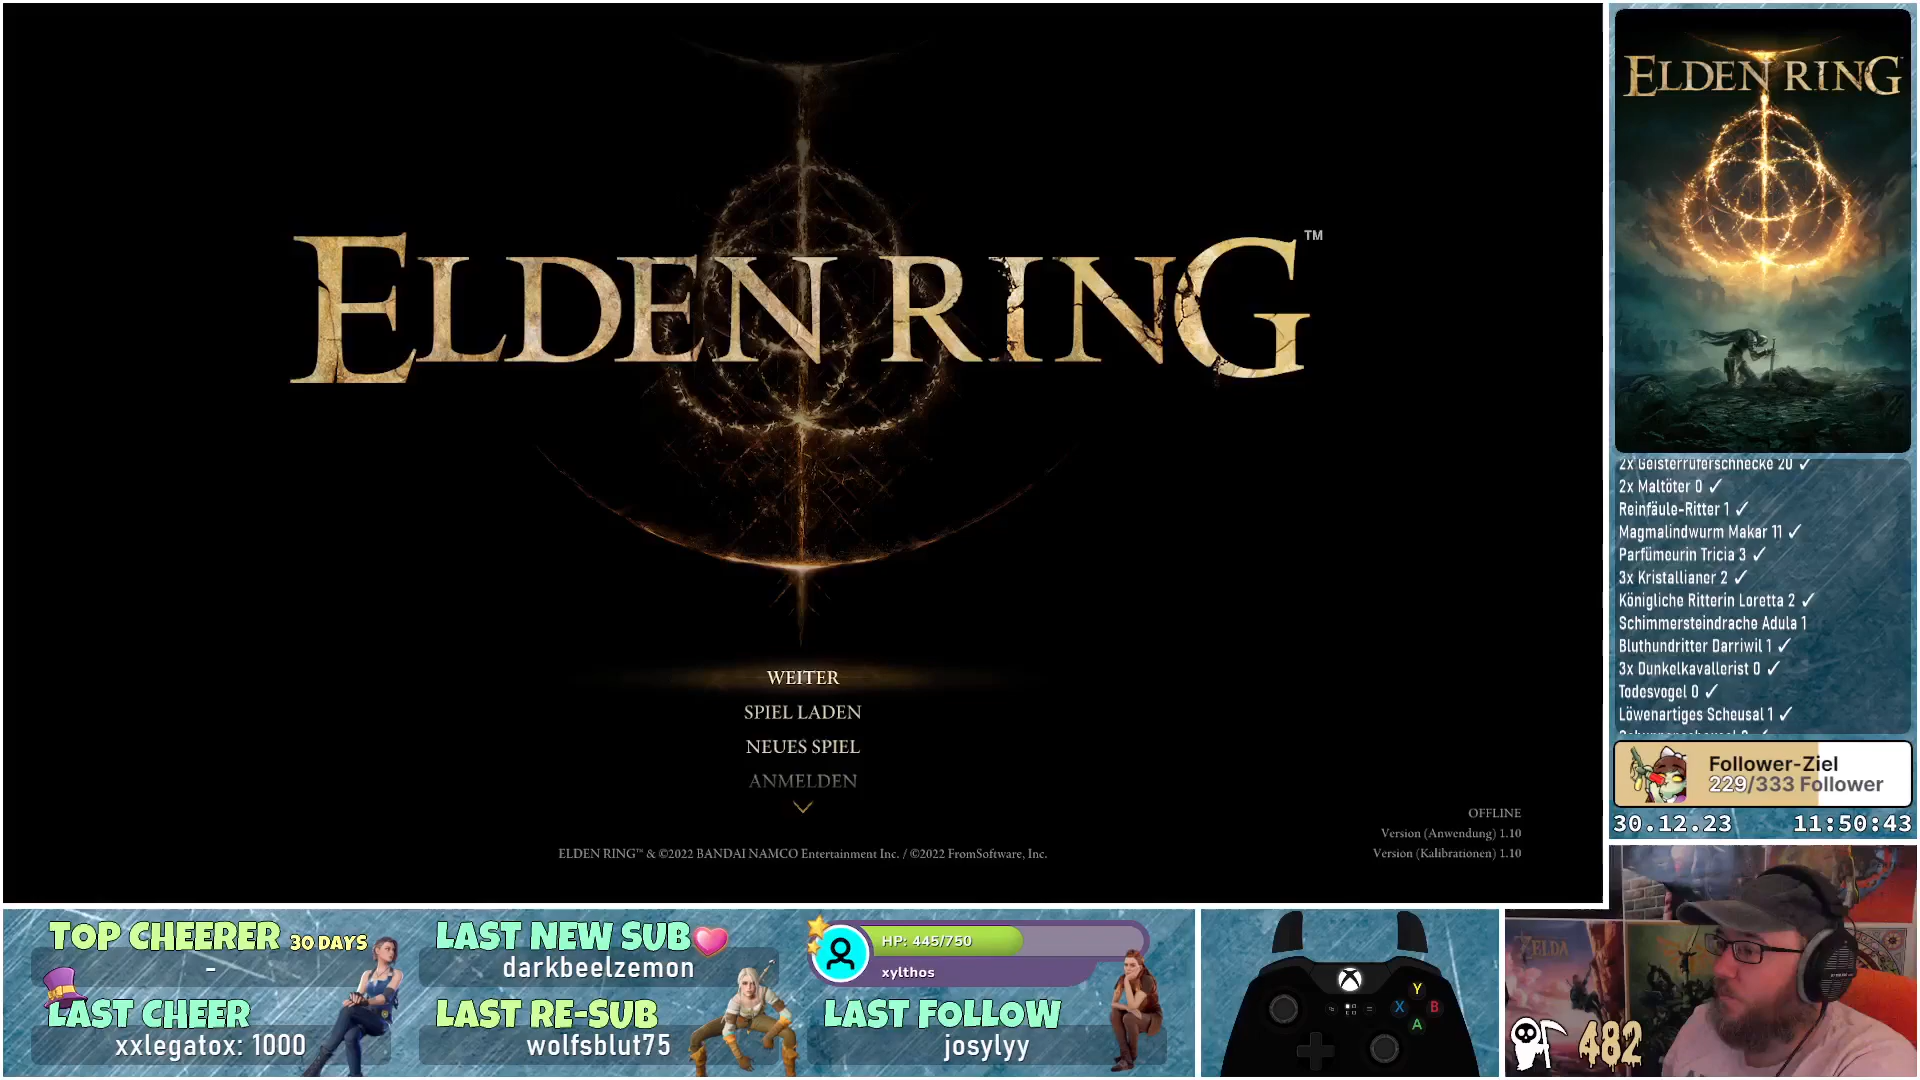 ELDEN RING™
WEITER
SPIEL LADEN
NEUES SPIEL
ANMELDEN
OFFLINE
Version (Anwendung) 1.10
Version (Kalibrationen) 1.10
ELDEN RING™ & ©2022 BANDAI NAMCO Entertainment Inc. / ©2022 FromSoftware, Inc.
ELDEN RING
2x Geisterruferschnecke 20 ✓
2x Maltöter 0 ✓
Reinfäule-Ritter 1 ✓
Magmalindwurm Makar 11 ✓
Parfümeurin Tricia 3 ✓
3x Kristallianer 2 ✓
Königliche Ritterin Loretta 2 ✓
Schimmersteindrache Adula 1
Bluthundritter Darriwil 1 ✓
3x Dunkelkavallerist 0 ✓
Todesvogel 0 ✓
Löwenartiges Scheusal 1 ✓
Follower-Ziel
229/333 Follower
30.12.23 11:50:43
TOP CHEERER 30 DAYS
-
LAST CHEER
xxlegatox: 1000
LAST NEW SUB
darkbeelzemon
LAST RE-SUB
wolfsblut75
HP: 445/750
xylthos
LAST FOLLOW
josylyy
Y
X
B
A
ZELDA
482